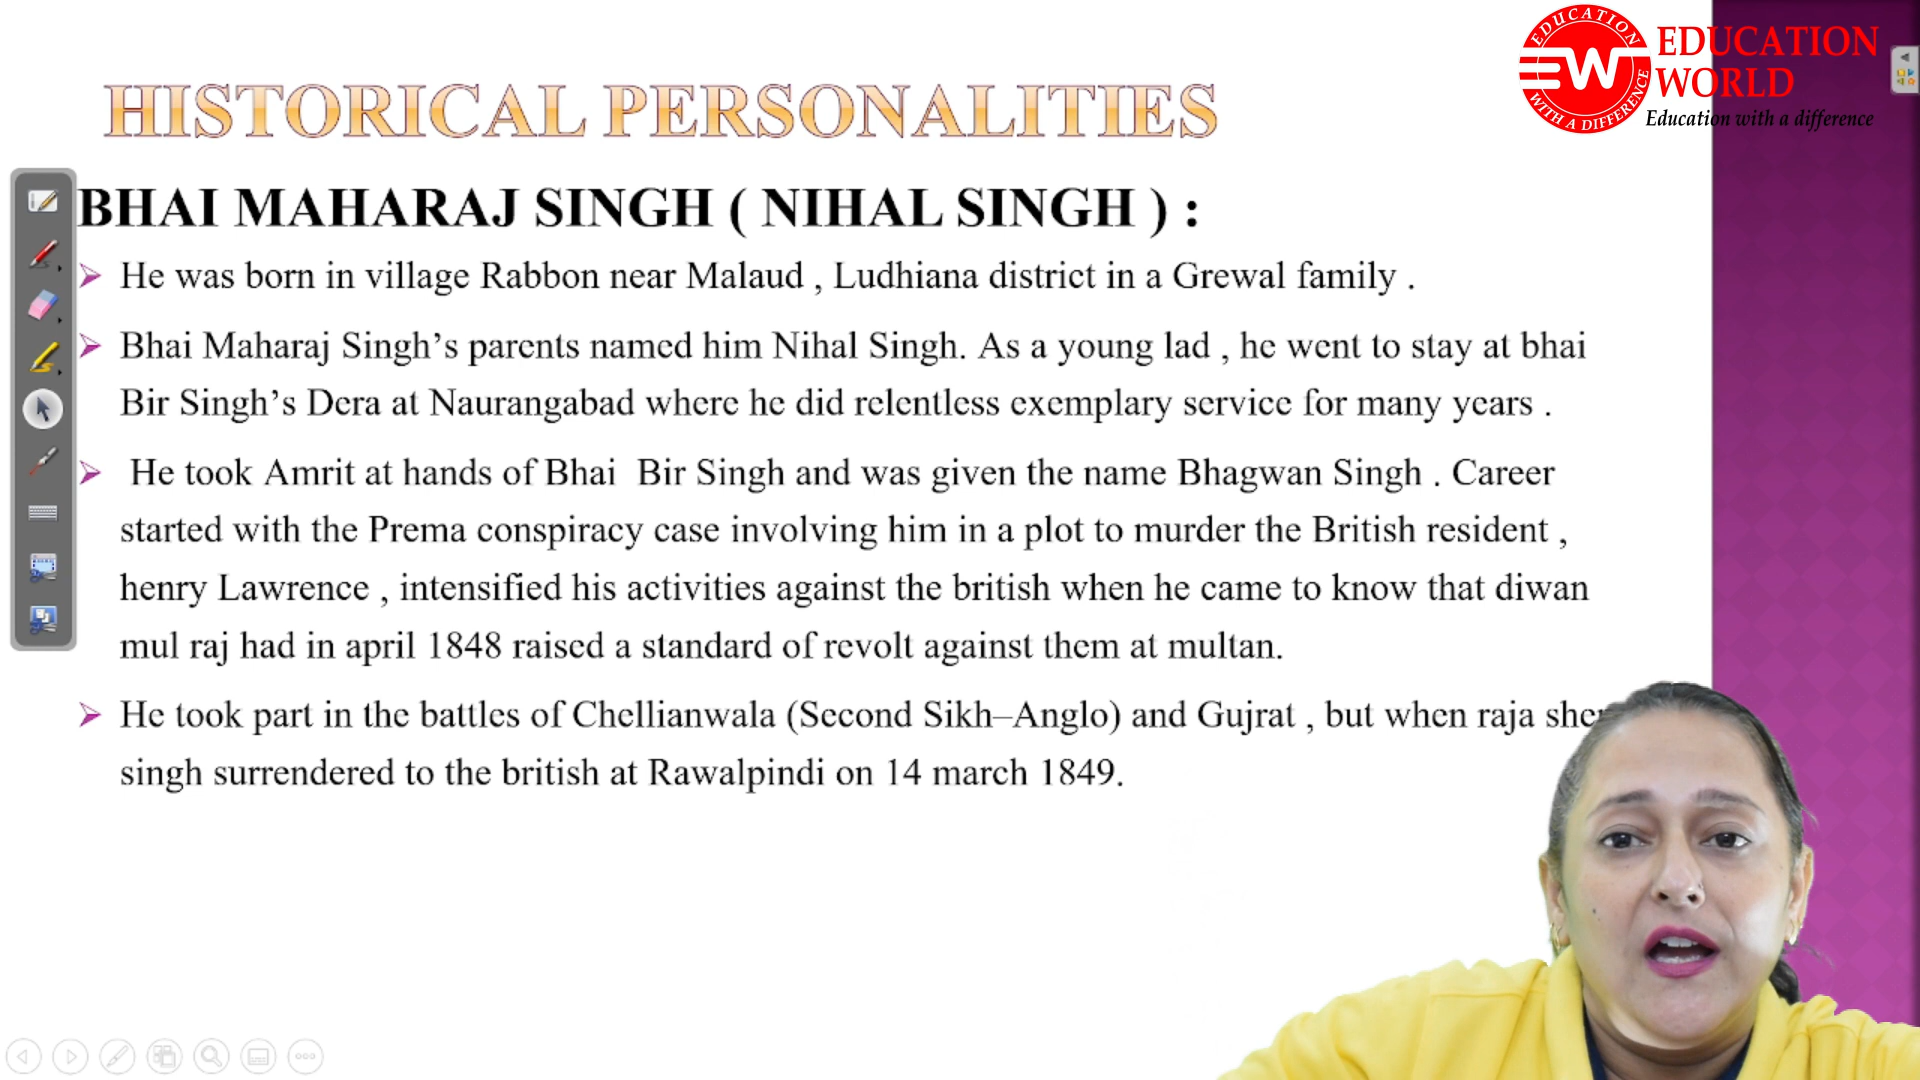 EDUCATION
WITH A DIFFERENCE
EW
EDUCATION
WORLD
Education with a difference
HISTORICAL PERSONALITIES
BHAI MAHARAJ SINGH ( NIHAL SINGH ) :
He was born in village Rabbon near Malaud , Ludhiana district in a Grewal family .
Bhai Maharaj Singh’s parents named him Nihal Singh. As a young lad , he went to stay at bhai
Bir Singh’s Dera at Naurangabad where he did relentless exemplary service for many years .
He took Amrit at hands of Bhai Bir Singh and was given the name Bhagwan Singh . Career
started with the Prema conspiracy case involving him in a plot to murder the British resident ,
henry Lawrence , intensified his activities against the british when he came to know that diwan
mul raj had in april 1848 raised a standard of revolt against them at multan.
He took part in the battles of Chellianwala (Second Sikh–Anglo) and Gujrat , but when raja
singh surrendered to the british at Rawalpindi on 14 march 1849.